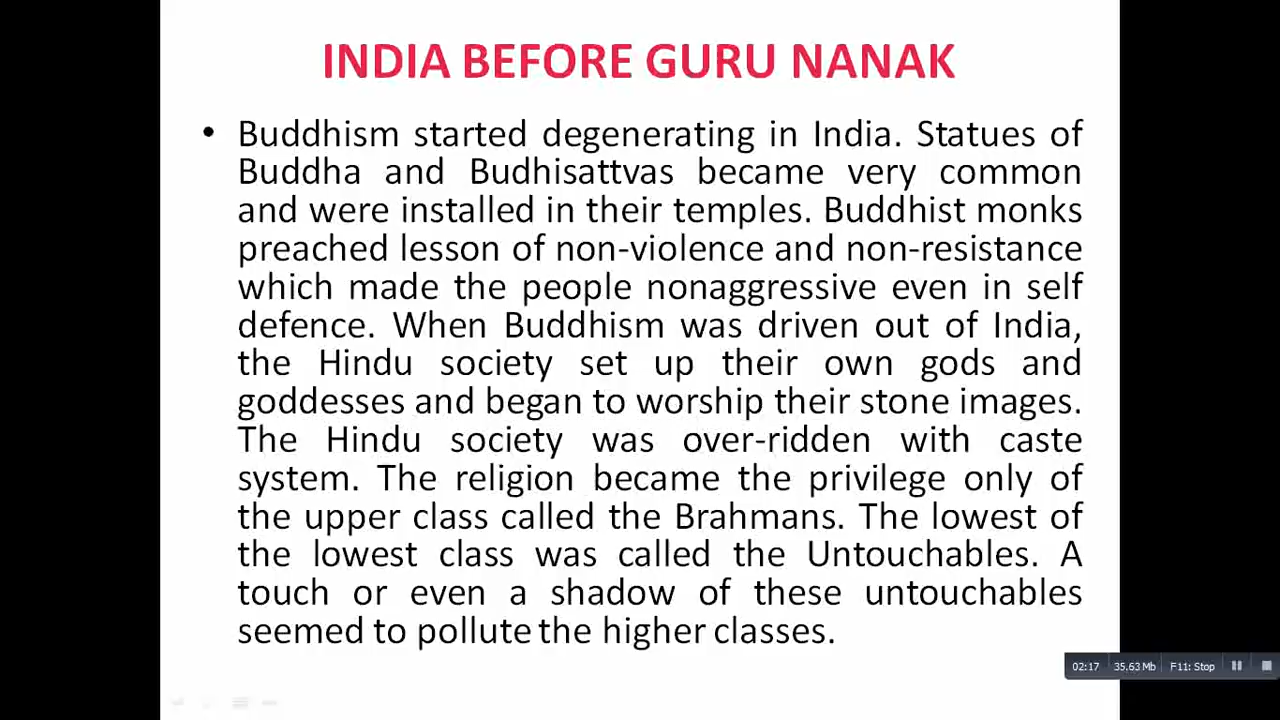 INDIA BEFORE GURU NANAK
• Buddhism started degenerating in India. Statues of
Buddha and Budhisattvas became very common
and were installed in their temples. Buddhist monks
preached lesson of non-violence and non-resistance
which made the people nonaggressive even in self
defence. When Buddhism was driven out of India,
the Hindu society set up their own gods and
goddesses and began to worship their stone images.
The Hindu society was over-ridden with caste
system. The religion became the privilege only of
the upper class called the Brahmans. The lowest of
the lowest class was called the Untouchables. A
touch or even a shadow of these untouchables
seemed to pollute the higher classes.
02:17 35.63 Mb F11: Stop